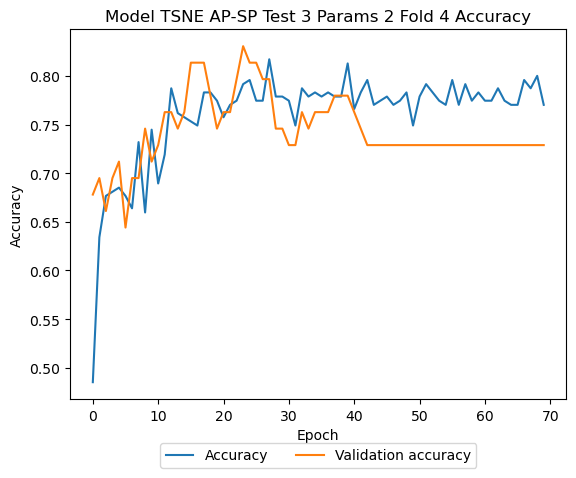 Model TSNE AP-SP Test 3 Params 2 Fold 4 Accuracy
Accuracy
0.80
0.75
0.70
0.65
0.60
0.55
0.50
0 10 20 30 40 50 60 70
Epoch
Accuracy Validation accuracy